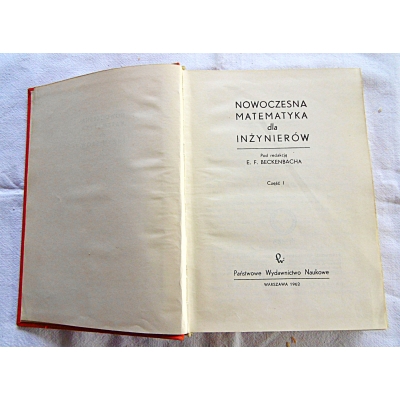 NOWOCZESNA
MATEMATYKA
dla
INŻYNIERÓW
Pod redakcją
E. F. BECKENBACHA
Część I
Państwowe Wydawnictwo Naukowe
WARSZAWA 1962